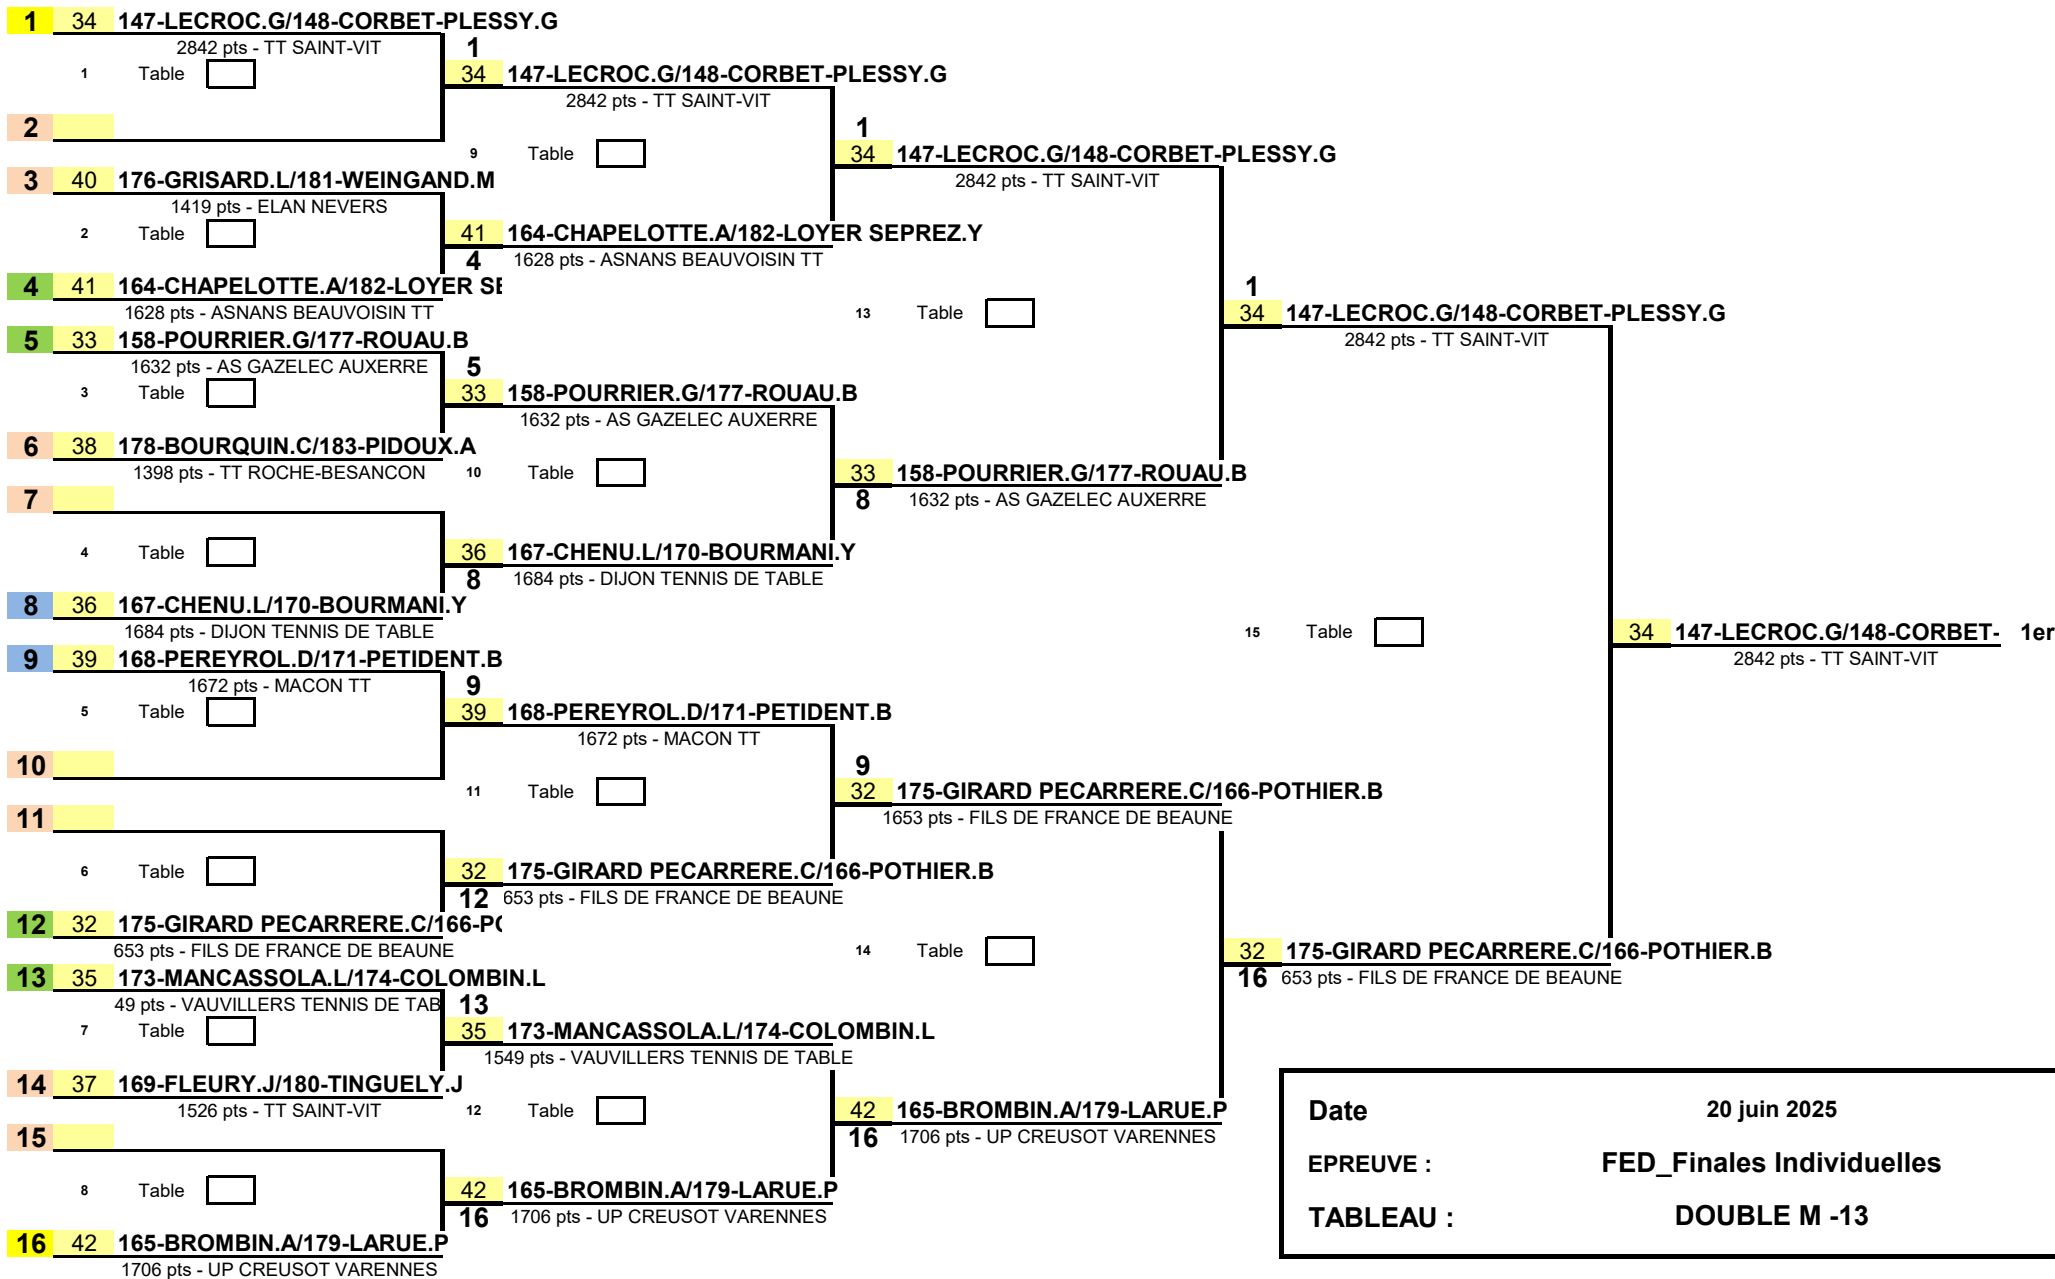 1 34 147-LECROC.G/148-CORBET-PLESSY.G
2842 pts - TT SAINT-VIT 1
1 Table 34 147-LECROC.G/148-CORBET-PLESSY.G
2842 pts - TT SAINT-VIT
2 1
9 Table 34 147-LECROC.G/148-CORBET-PLESSY.G
3 40 176-GRISARD.L/181-WEINGAND.M 2842 pts - TT SAINT-VIT
1419 pts - ELAN NEVERS
2 Table 41 164-CHAPELOTTE.A/182-LOYER SEPREZ.Y
4 1628 pts - ASNANS BEAUVOISIN TT
4 41 164-CHAPELOTTE.A/182-LOYER SE 1
1628 pts - ASNANS BEAUVOISIN TT 13 Table 34 147-LECROC.G/148-CORBET-PLESSY.G
5 33 158-POURRIER.G/177-ROUAU.B 2842 pts - TT SAINT-VIT
1632 pts - AS GAZELEC AUXERRE 5
3 Table 33 158-POURRIER.G/177-ROUAU.B
1632 pts - AS GAZELEC AUXERRE
6 38 178-BOURQUIN.C/183-PIDOUX.A
1398 pts - TT ROCHE-BESANCON 10 Table 33 158-POURRIER.G/177-ROUAU.B
7 8 1632 pts - AS GAZELEC AUXERRE
4 Table 36 167-CHENU.L/170-BOURMANI.Y
8 1684 pts - DIJON TENNIS DE TABLE
8 36 167-CHENU.L/170-BOURMANI.Y
1684 pts - DIJON TENNIS DE TABLE 15 Table 34 147-LECROC.G/148-CORBET- 1er
9 39 168-PEREYROL.D/171-PETIDENT.B 2842 pts - TT SAINT-VIT
1672 pts - MACON TT 9
5 Table 39 168-PEREYROL.D/171-PETIDENT.B
1672 pts - MACON TT
10 9
11 Table 32 175-GIRARD PECARRERE.C/166-POTHIER.B
11 1653 pts - FILS DE FRANCE DE BEAUNE
6 Table 32 175-GIRARD PECARRERE.C/166-POTHIER.B
12 653 pts - FILS DE FRANCE DE BEAUNE
12 32 175-GIRARD PECARRERE.C/166-PO
653 pts - FILS DE FRANCE DE BEAUNE 14 Table 32 175-GIRARD PECARRERE.C/166-POTHIER.B
13 35 173-MANCASSOLA.L/174-COLOMBIN.L 16 653 pts - FILS DE FRANCE DE BEAUNE
49 pts - VAUVILLERS TENNIS DE TAB 13
7 Table 35 173-MANCASSOLA.L/174-COLOMBIN.L
1549 pts - VAUVILLERS TENNIS DE TABLE
14 37 169-FLEURY.J/180-TINGUELY.J
1526 pts - TT SAINT-VIT 12 Table 42 165-BROMBIN.A/179-LARUE.P
15 16 1706 pts - UP CREUSOT VARENNES
8 Table 42 165-BROMBIN.A/179-LARUE.P
16 1706 pts - UP CREUSOT VARENNES
16 42 165-BROMBIN.A/179-LARUE.P
1706 pts - UP CREUSOT VARENNES
Date 20 juin 2025
EPREUVE : FED_Finales Individuelles
TABLEAU : DOUBLE M -13